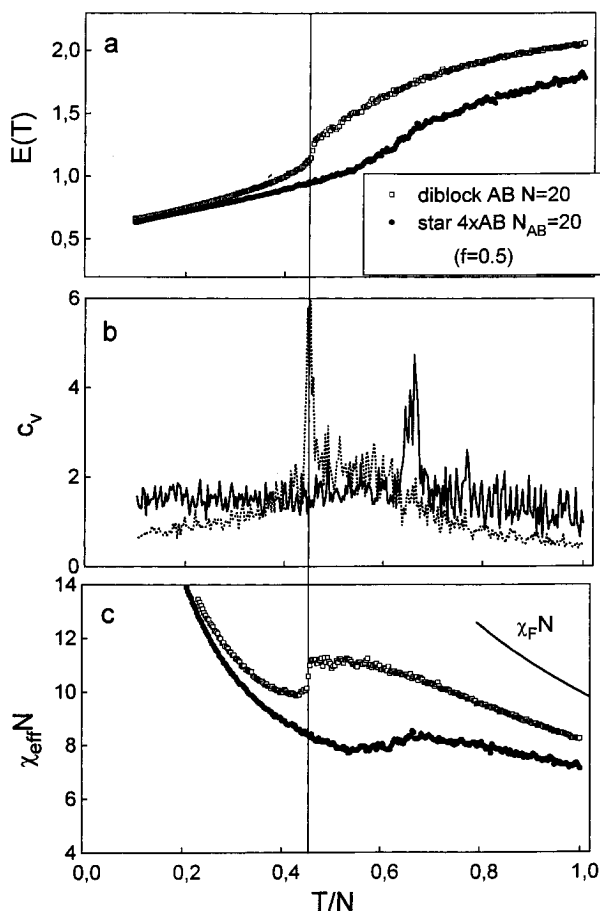 a
2,0
1,5
1,0
0,5
E(T)
diblock AB N=20
star 4xAB N_AB=20
(f=0.5)
b
6
4
2
0
c_v
c
14
12
10
8
6
4
χ_eff N
χ_F N
0,0 0,2 0,4 0,6 0,8 1,0
T/N